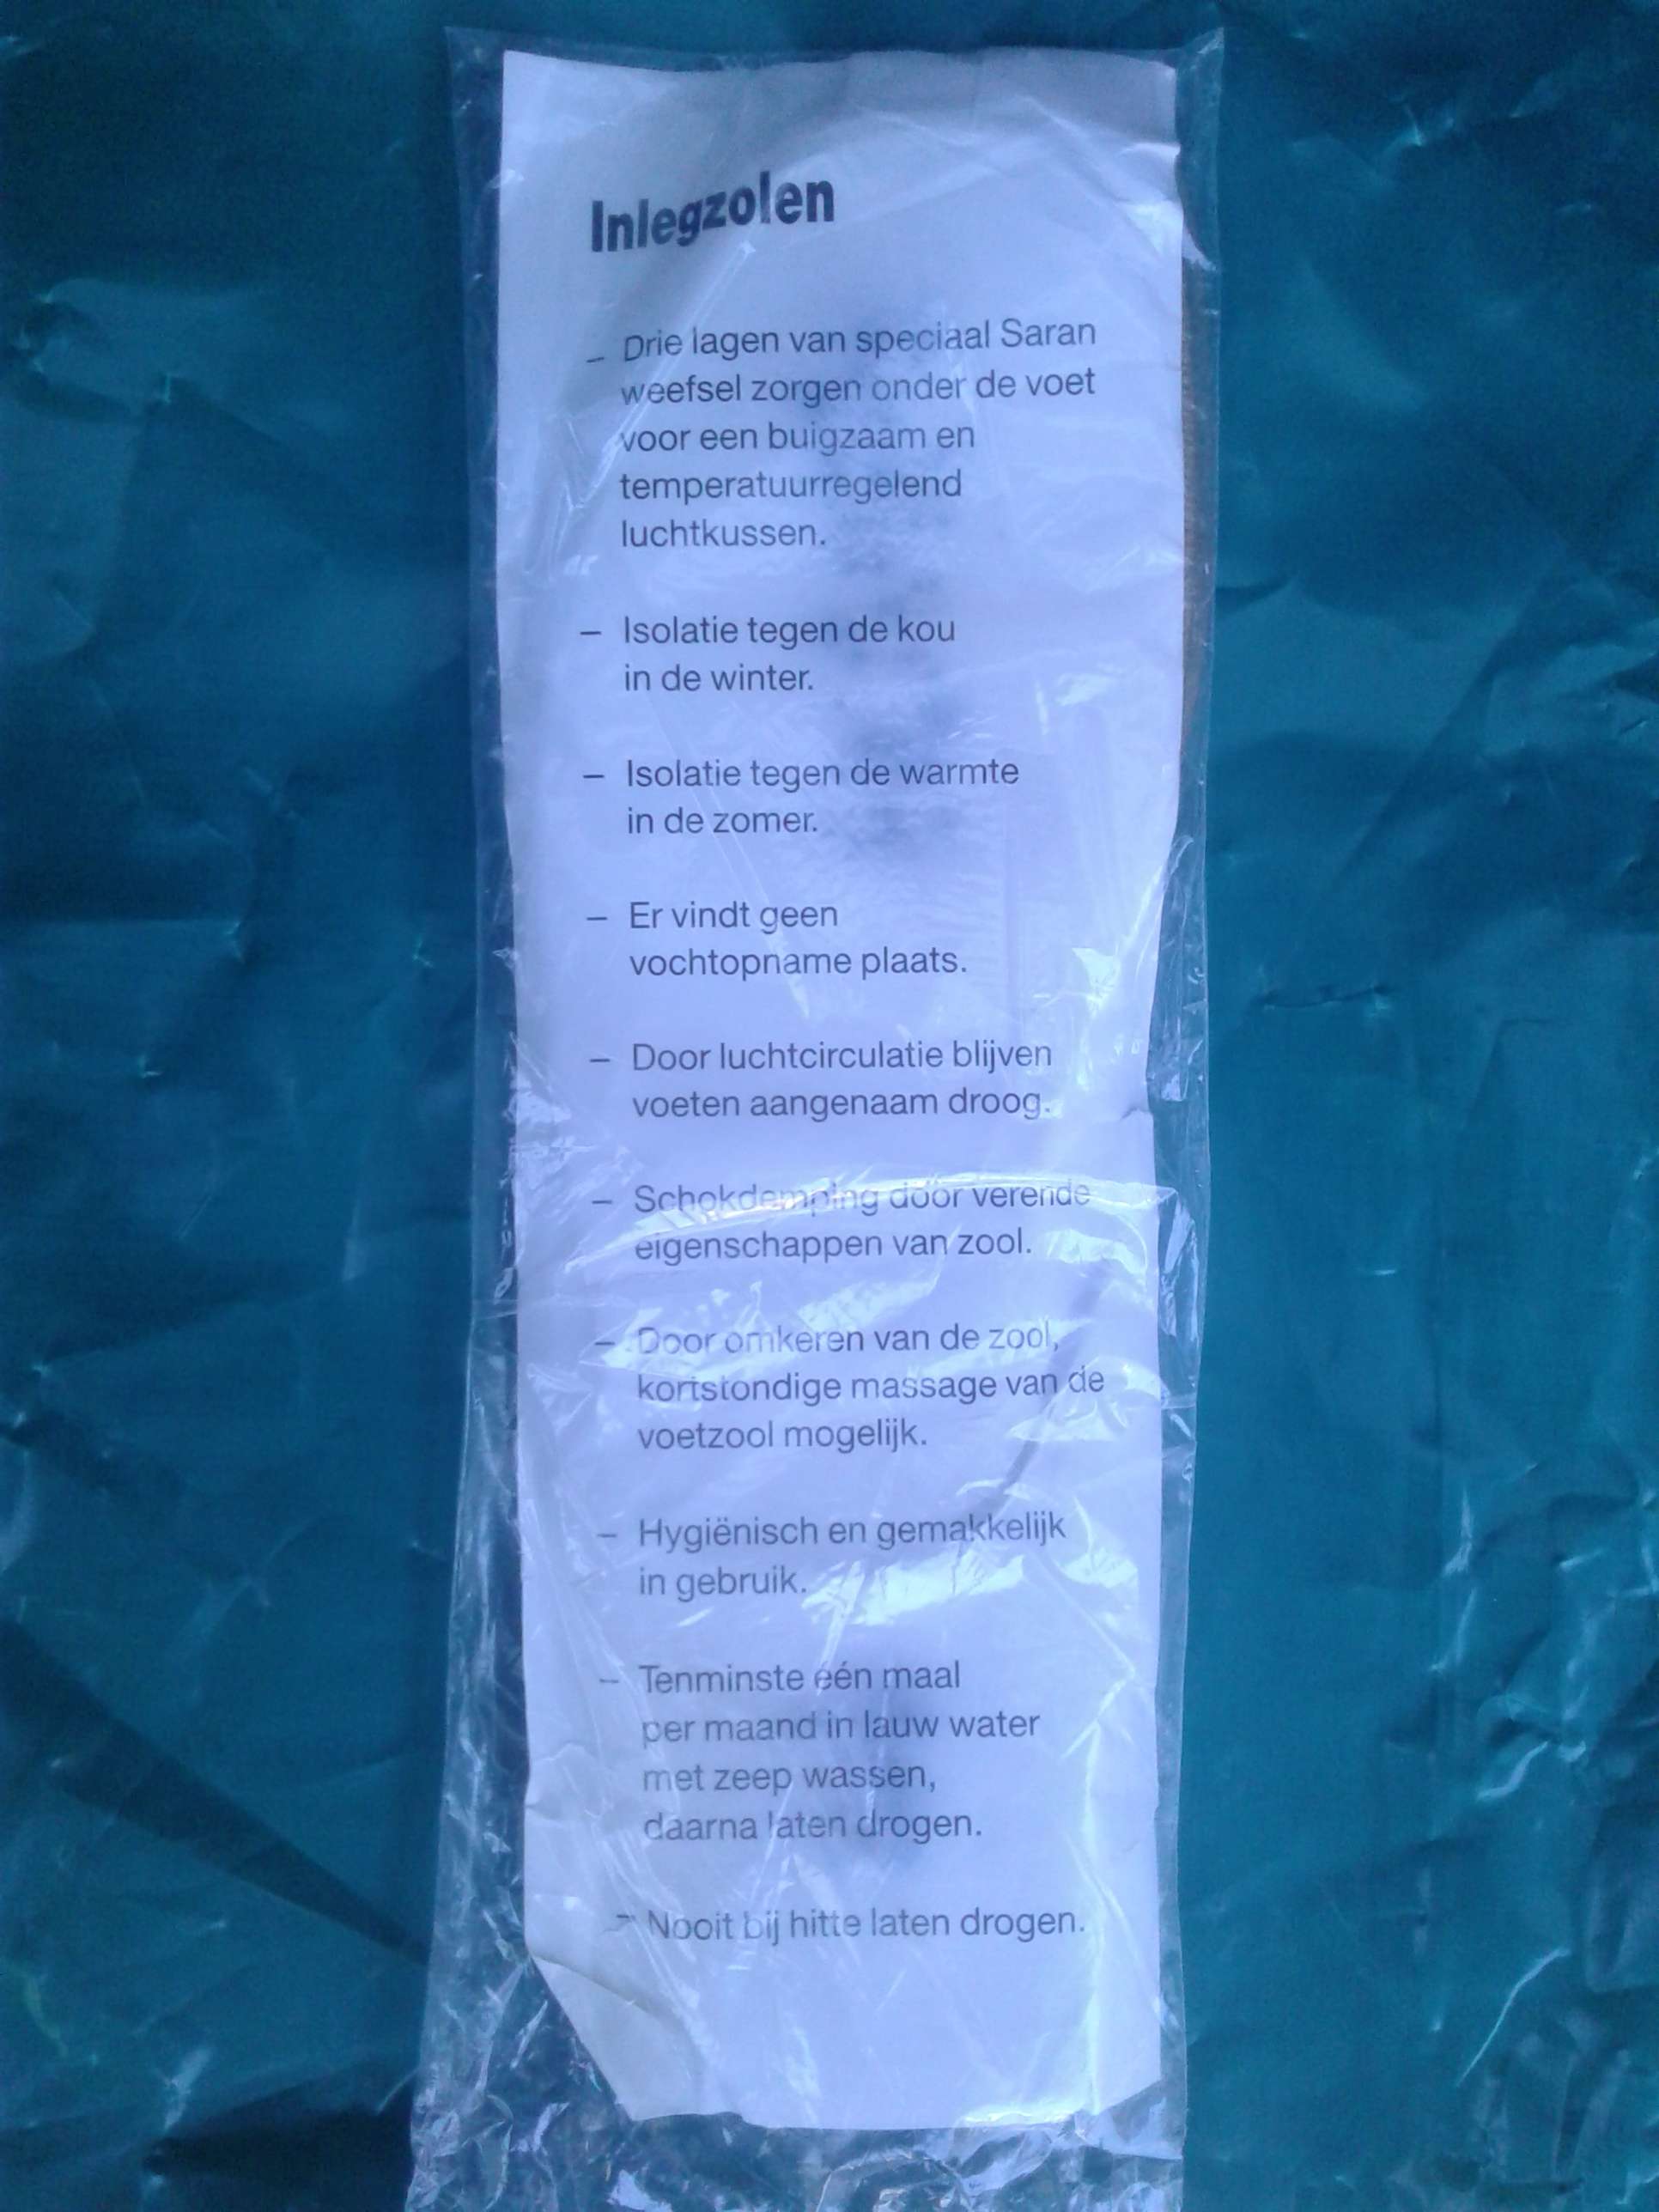 Inlegzolen
– Drie lagen van speciaal Saran
weefsel zorgen onder de voet
voor een buigzaam en
temperatuurregelend
luchtkussen.
– Isolatie tegen de kou
in de winter.
– Isolatie tegen de warmte
in de zomer.
– Er vindt geen
vochtopname plaats.
– Door luchtcirculatie blijven
voeten aangenaam droog.
– Schokdemping door verende
eigenschappen van zool.
– Door omkeren van de zool,
kortstondige massage van de
voetzool mogelijk.
– Hygiënisch en gemakkelijk
in gebruik.
– Tenminste één maal
per maand in lauw water
met zeep wassen,
daarna laten drogen.
– Nooit bij hitte laten drogen.